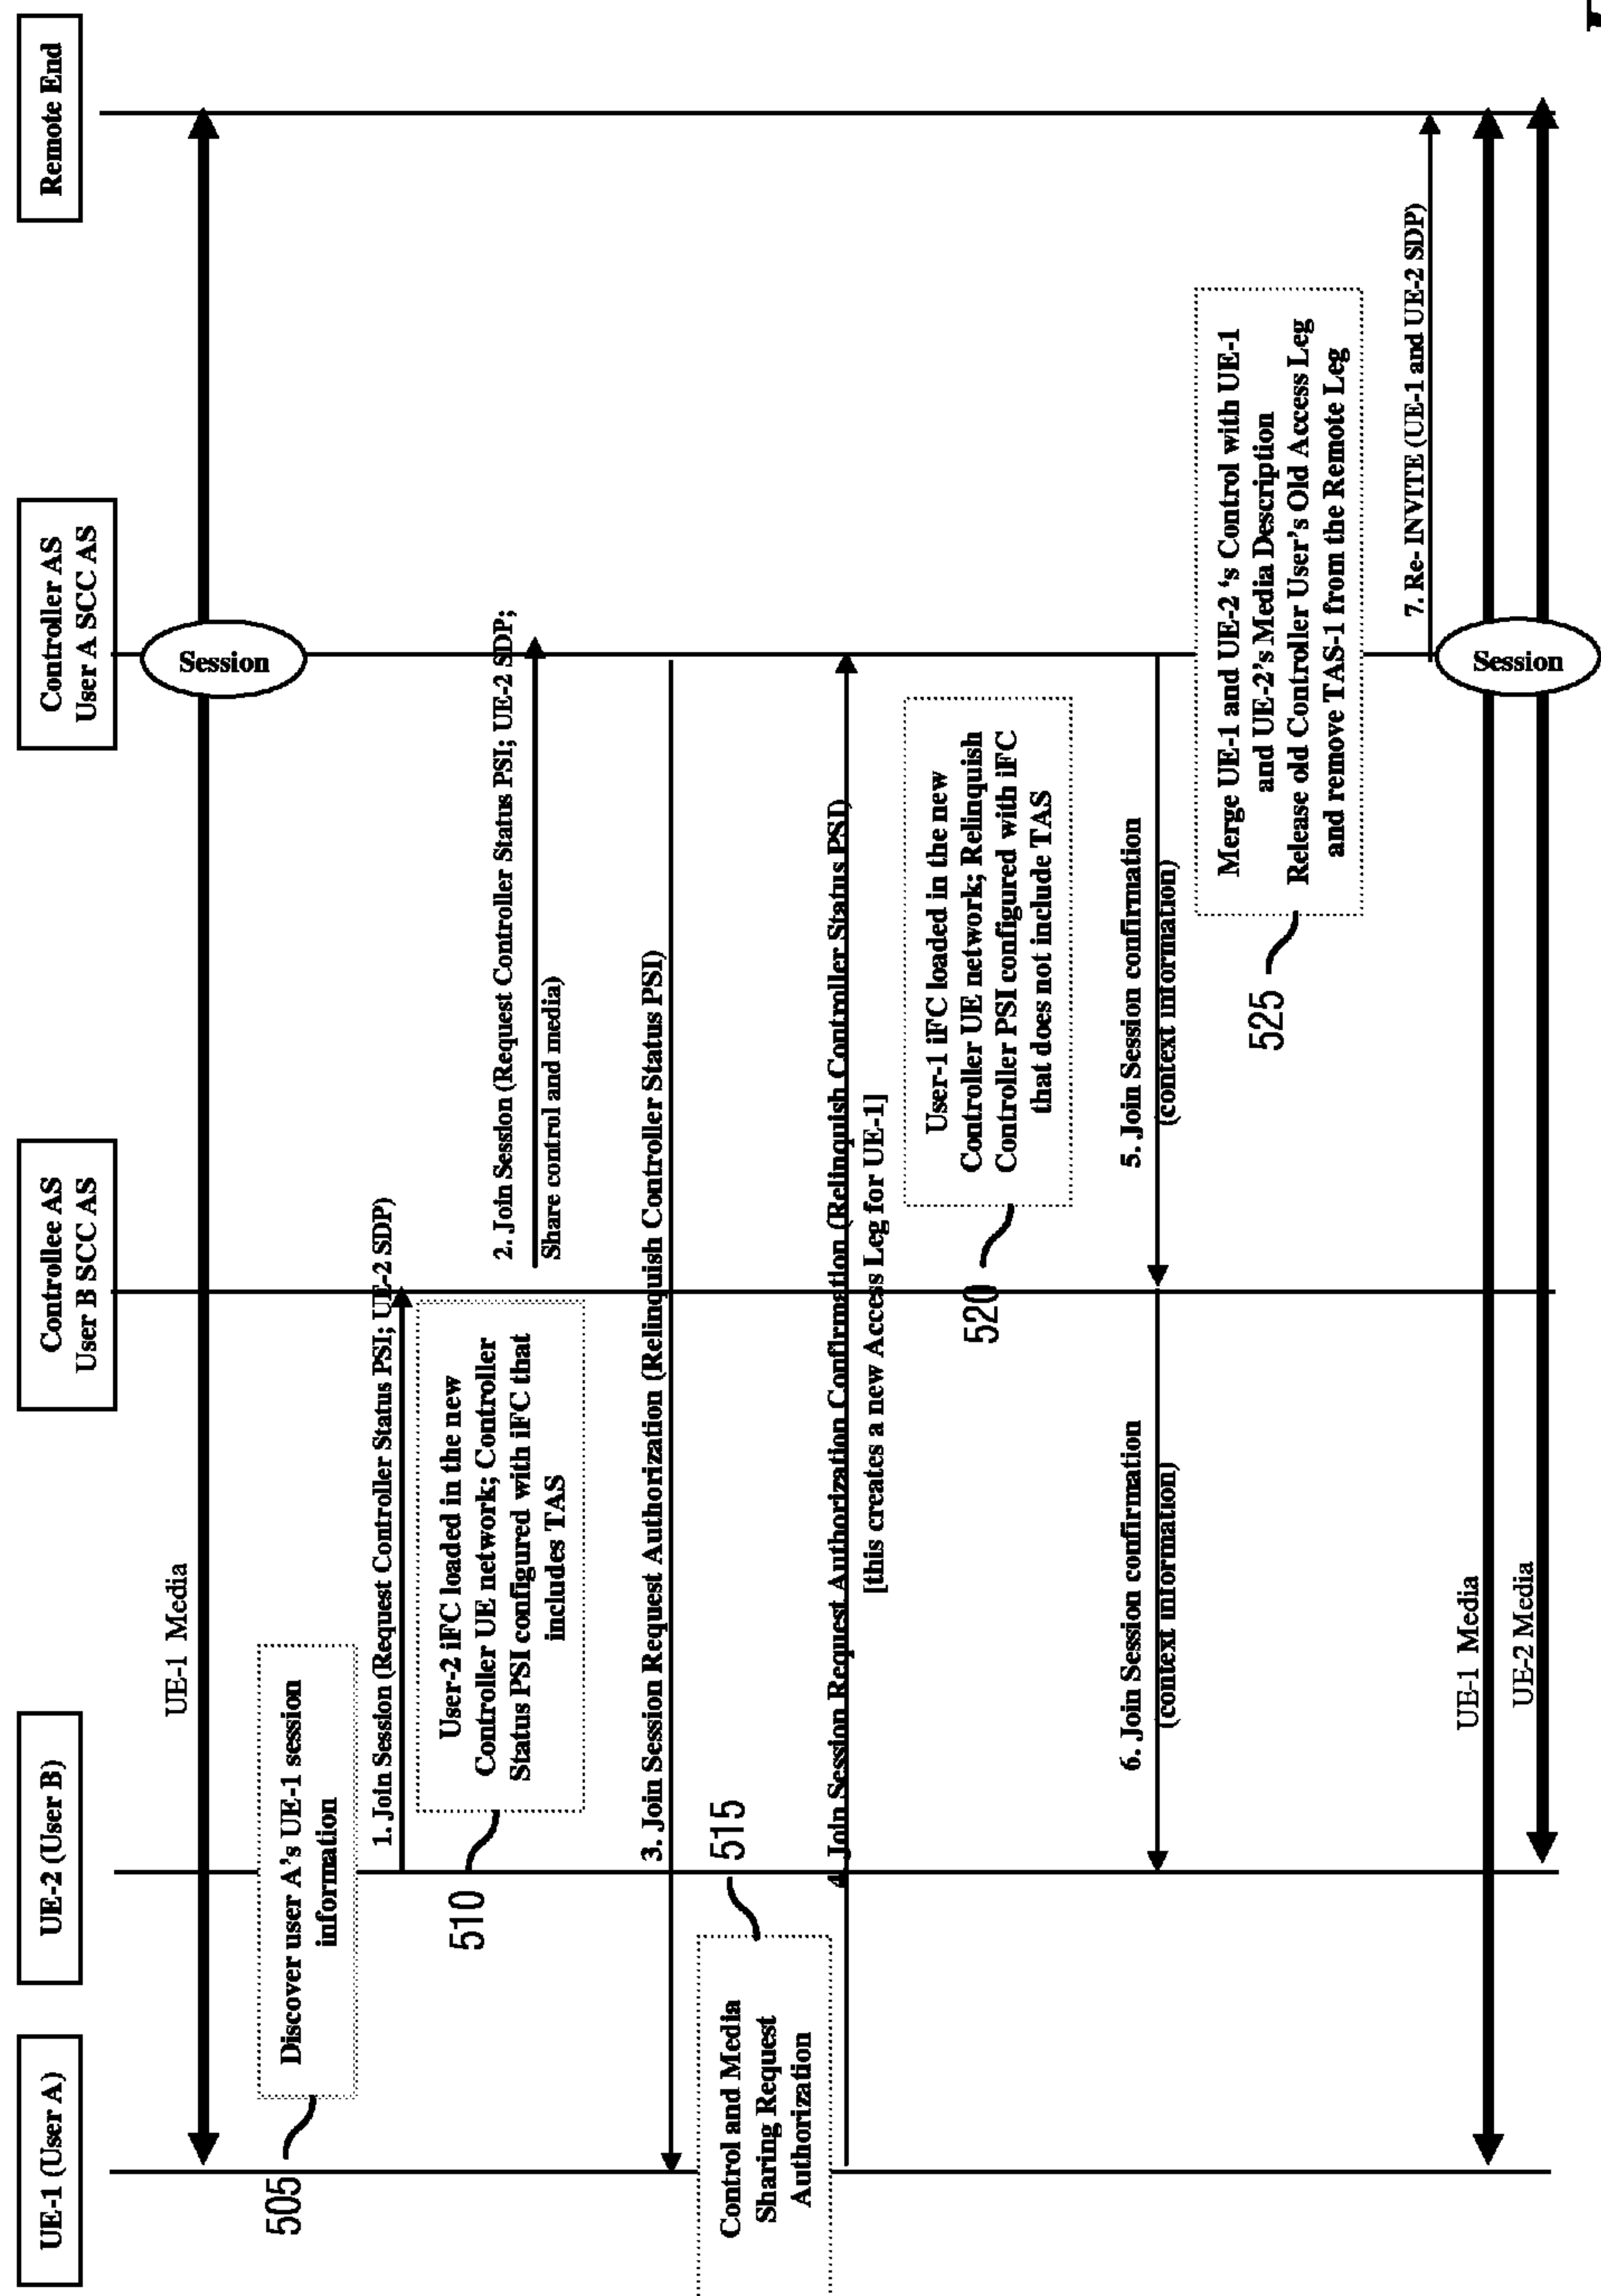 UE-1 (User A)
UE-2 (User B)
Controllee AS
User B SCC AS
Controller AS
User A SCC AS
Remote End
UE-1 Media
Session
505
Discover user A's UE-1 session
information
1. Join Session (Request Controller Status PSI; UE-2 SDP)
510
User-2 iFC loaded in the new
Controller UE network; Controller
Status PSI configured with iFC that
includes TAS
2. Join Session (Request Controller Status PSI; UE-2 SDP;
Share control and media)
3. Join Session Request Authorization (Relinquish Controller Status PSI)
515
Control and Media
Sharing Request
Authorization
4. Join Session Request Authorization Confirmation (Relinquish Controller Status PSI)
[this creates a new Access Leg for UE-1]
520
User-1 iFC loaded in the new
Controller UE network; Relinquish
Controller PSI configured with iFC
that does not include TAS
5. Join Session confirmation
(context information)
6. Join Session confirmation
(context information)
525
Merge UE-1 and UE-2 ‘s Control with UE-1
and UE-2’s Media Description
Release old Controller User’s Old Access Leg
and remove TAS-1 from the Remote Leg
7. Re- INVITE (UE-1 and UE-2 SDP)
UE-1 Media
Session
UE-2 Media